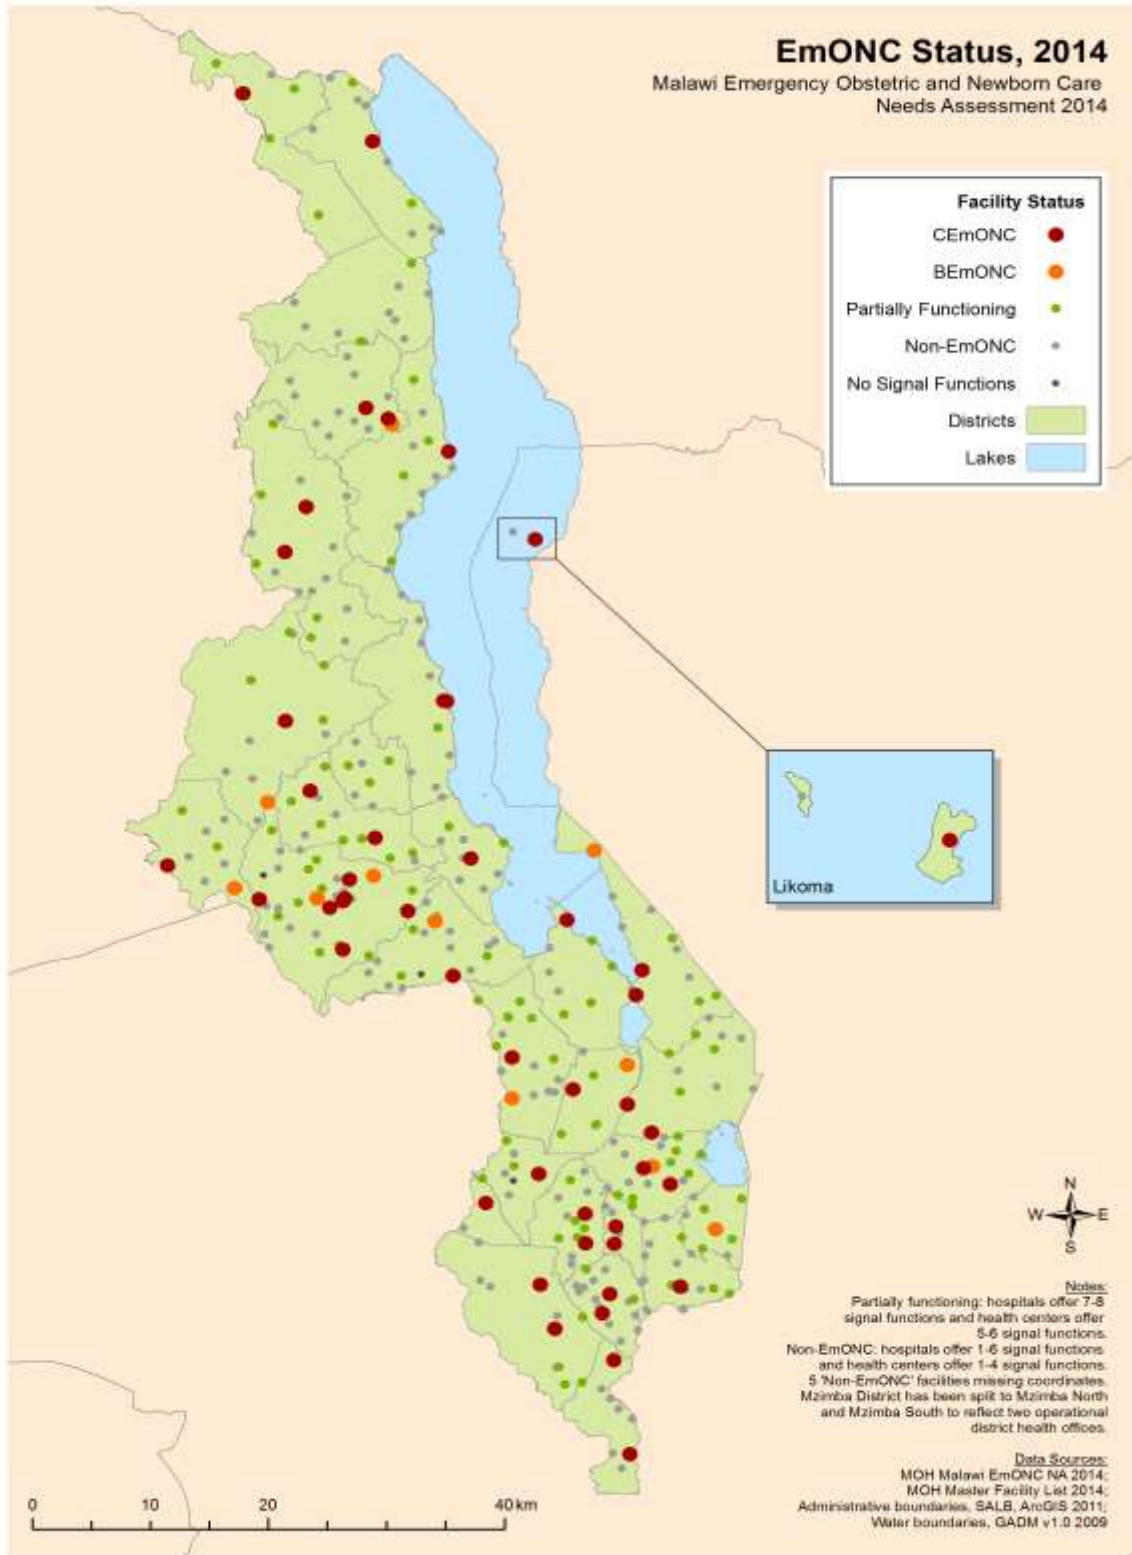 EmONC Status, 2014
Malawi Emergency Obstetric and Newborn Care
Needs Assessment 2014
Facility Status
CEmONC
BEmONC
Partially Functioning
Non-EmONC
No Signal Functions
Districts
Lakes
Likoma
N
W E
S
Notes:
Partially functioning: hospitals offer 7-8
signal functions and health centers offer
5-6 signal functions.
Non-EmONC: hospitals offer 1-6 signal functions
and health centers offer 1-4 signal functions.
5 'Non-EmONC' facilities missing coordinates.
Mzimba District has been split to Mzimba North
and Mzimba South to reflect two operational
district health offices.
Data Sources:
MOH Malawi EmONC NA 2014;
MOH Master Facility List 2014;
Administrative boundaries, SALB, ArcGIS 2011;
Water boundaries, GADM v1.0 2009
0 10 20 40 km